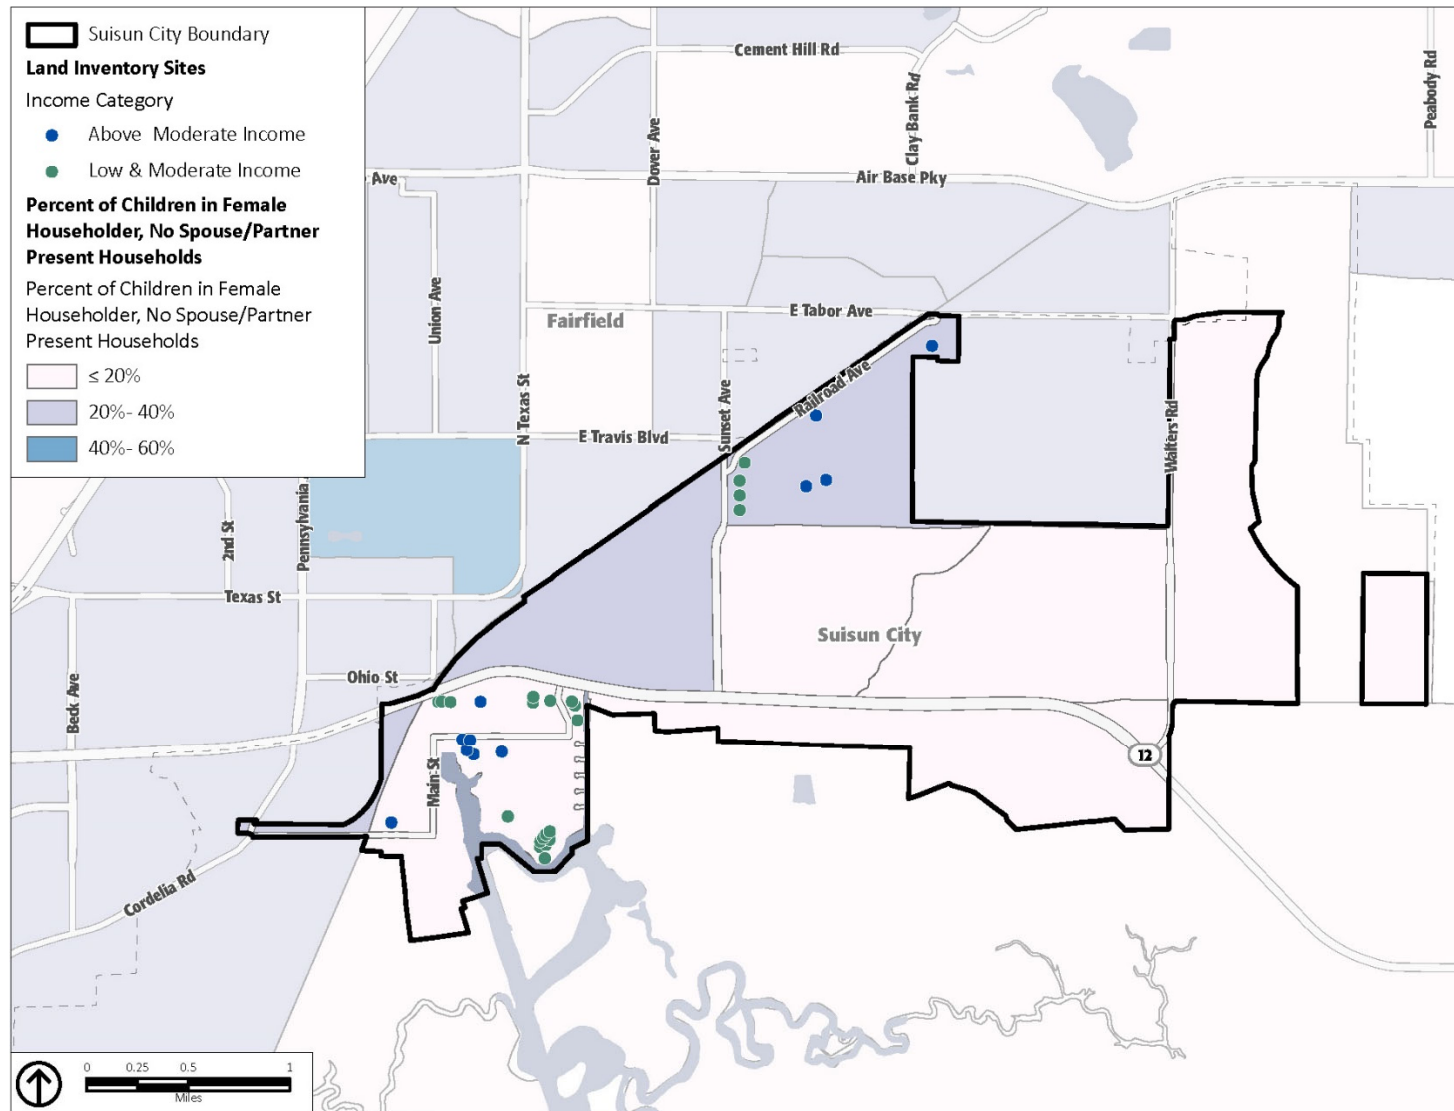 Suisun City Boundary
Land Inventory Sites
Income Category
Above Moderate Income
Low & Moderate Income
Percent of Children in Female
Householder, No Spouse/Partner
Present Households
Percent of Children in Female
Householder, No Spouse/Partner
Present Households
≤ 20%
20%- 40%
40%- 60%
Cement Hill Rd
Clay Bank Rd
Peabody Rd
Dover Ave
Ave
Air Base Pky
Union Ave
E Tabor Ave
Fairfield
N Texas St
Railroad Ave
Sunset Ave
E Travis Blvd
Walters Rd
2nd St
Pennsylvania
Texas St
Suisun City
Ohio St
Beck Ave
Main St
12
Cordelia Rd
0 0.25 0.5 1
Miles